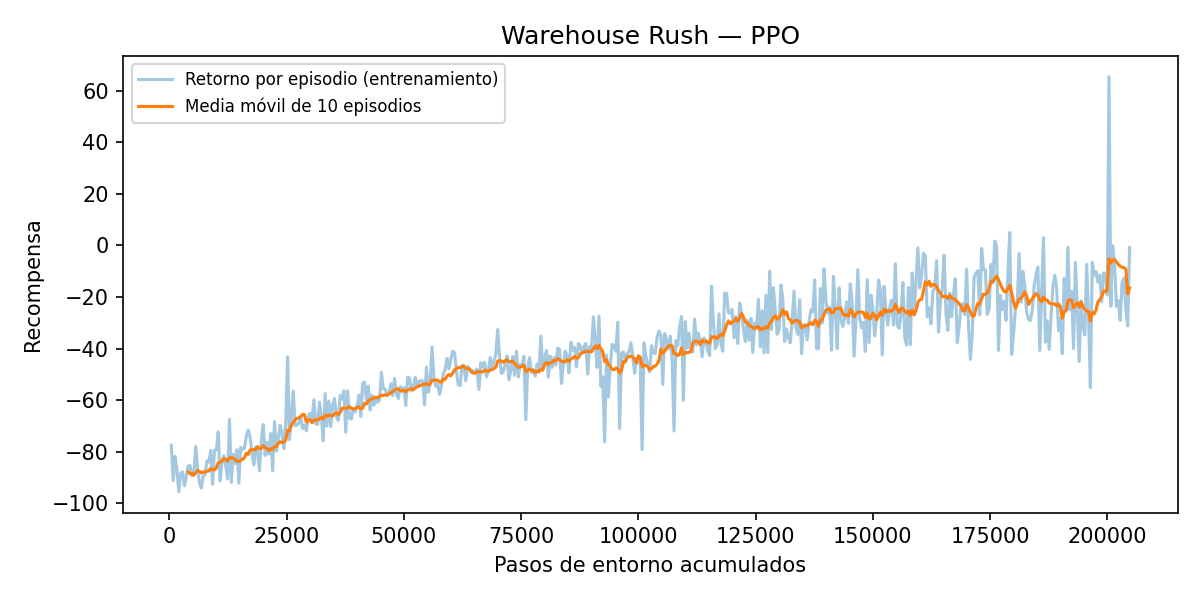 Warehouse Rush — PPO
Retorno por episodio (entrenamiento)
Media móvil de 10 episodios
Recompensa
60
40
20
0
−20
−40
−60
−80
−100
0 25000 50000 75000 100000 125000 150000 175000 200000
Pasos de entorno acumulados